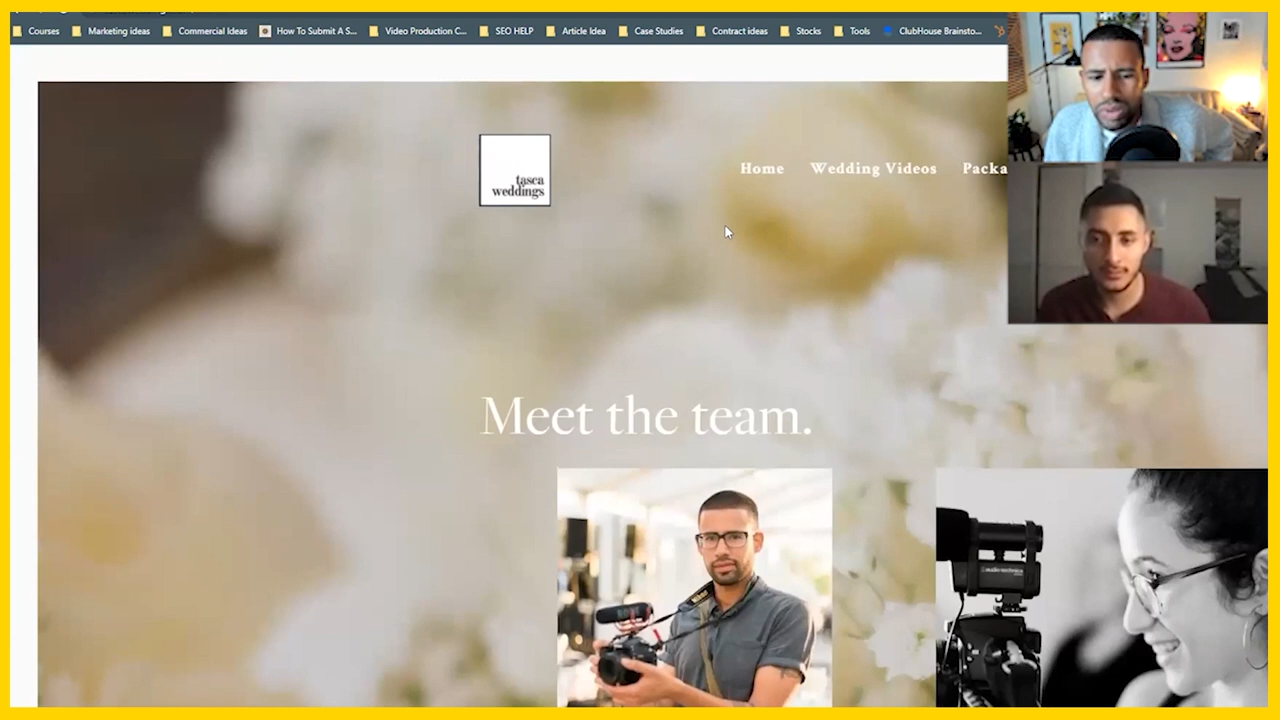 Courses Marketing ideas Commercial Ideas How To Submit A S... Video Production C... SEO HELP Article Idea Case Studies Contract ideas Stocks Tools ClubHouse Brainsto...
tasca
weddings
Home Wedding Videos Packa
Meet the team.
Nikon